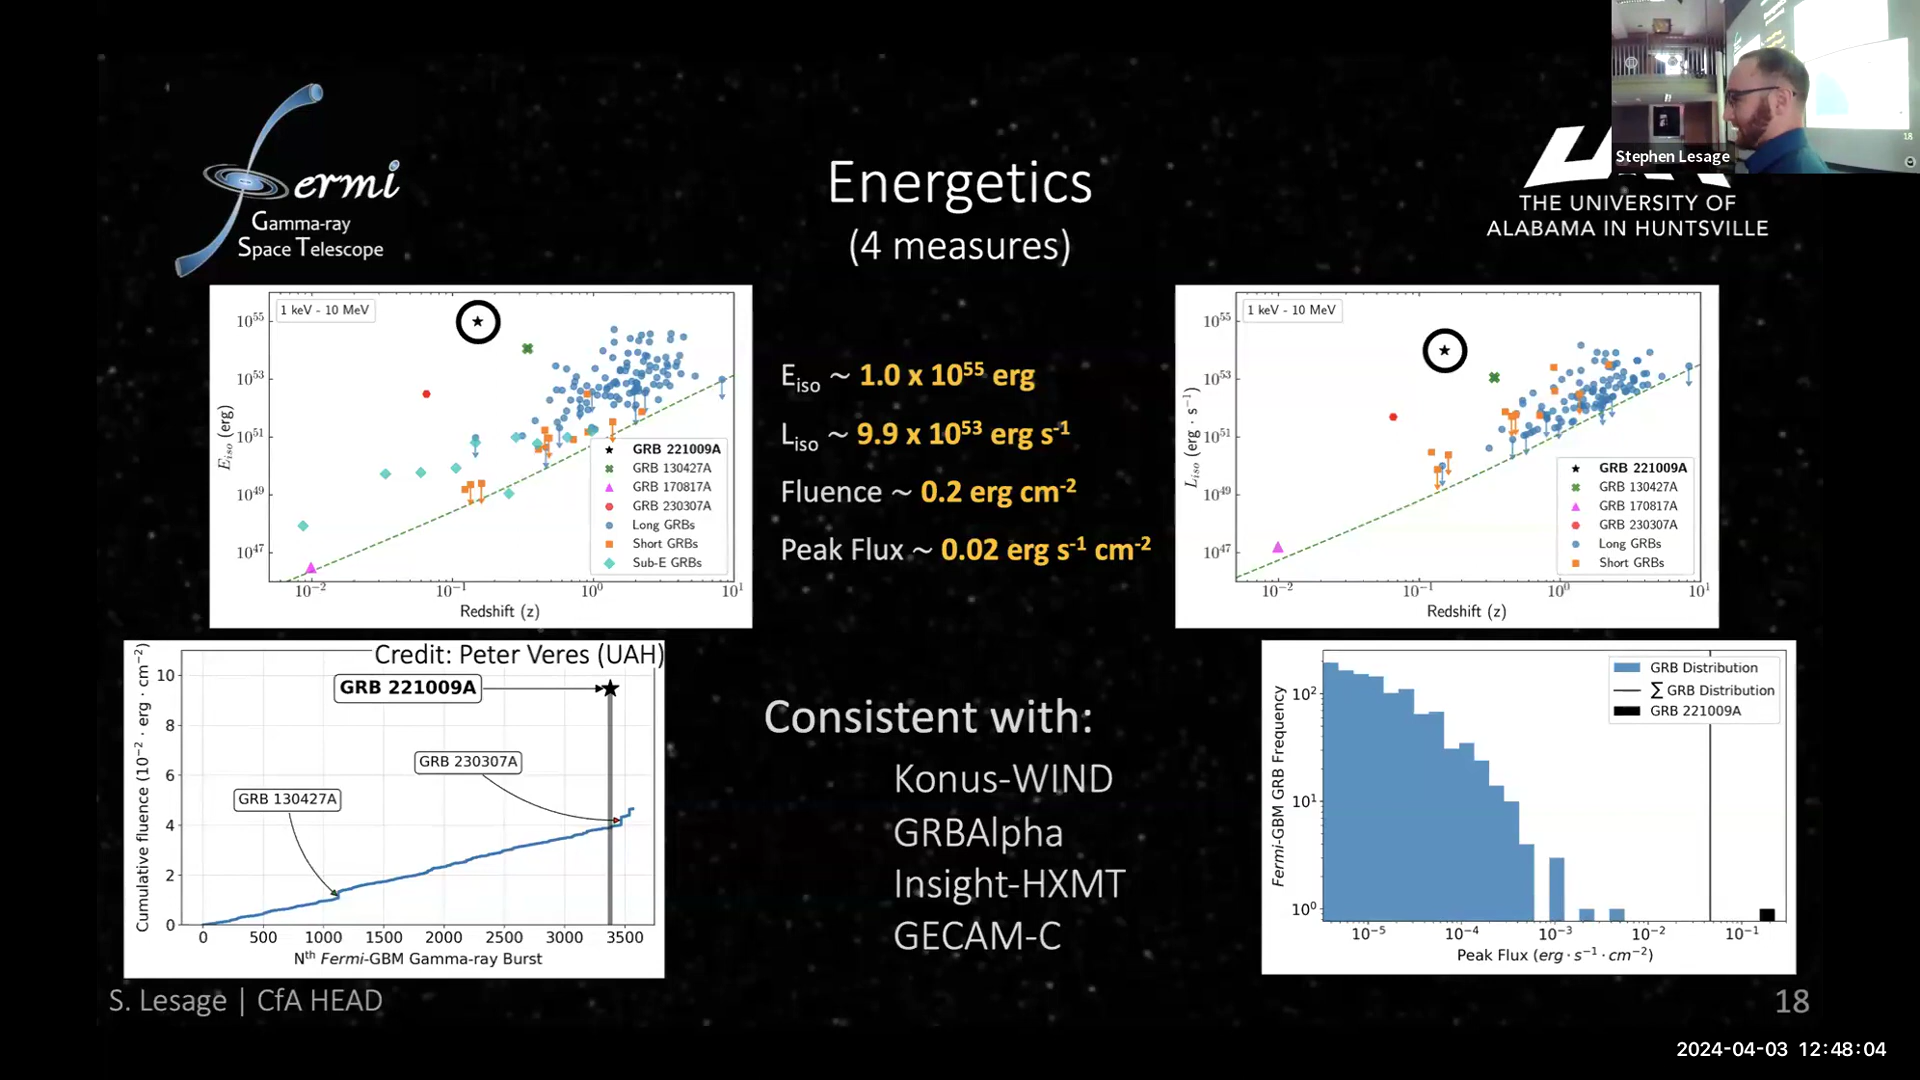 Stephen Lesage
18
Fermi
Gamma-ray
Space Telescope
Energetics
(4 measures)
THE UNIVERSITY OF
ALABAMA IN HUNTSVILLE
1 keV - 10 MeV
10^55
10^53
10^51
10^49
10^47
E_iso (erg)
10^-2
10^-1
10^0
10^1
Redshift (z)
GRB 221009A
GRB 130427A
GRB 170817A
GRB 230307A
Long GRBs
Short GRBs
Sub-E GRBs
E_iso ~ 1.0 x 10^55 erg
L_iso ~ 9.9 x 10^53 erg s^-1
Fluence ~ 0.2 erg cm^-2
Peak Flux ~ 0.02 erg s^-1 cm^-2
1 keV - 10 MeV
10^55
10^53
10^51
10^49
10^47
L_iso (erg · s^-1)
10^-2
10^-1
10^0
10^1
Redshift (z)
GRB 221009A
GRB 130427A
GRB 170817A
GRB 230307A
Long GRBs
Short GRBs
Credit: Peter Veres (UAH)
GRB 221009A
GRB 230307A
GRB 130427A
10
8
6
4
2
0
Cumulative fluence (10^-2 · erg · cm^-2)
0 500 1000 1500 2000 2500 3000 3500
N^th Fermi-GBM Gamma-ray Burst
Consistent with:
Konus-WIND
GRBAlpha
Insight-HXMT
GECAM-C
GRB Distribution
∑ GRB Distribution
GRB 221009A
10^2
10^1
10^0
Fermi-GBM GRB Frequency
10^-5 10^-4 10^-3 10^-2 10^-1
Peak Flux (erg · s^-1 · cm^-2)
S. Lesage | CfA HEAD
18
2024-04-03 12:48:04